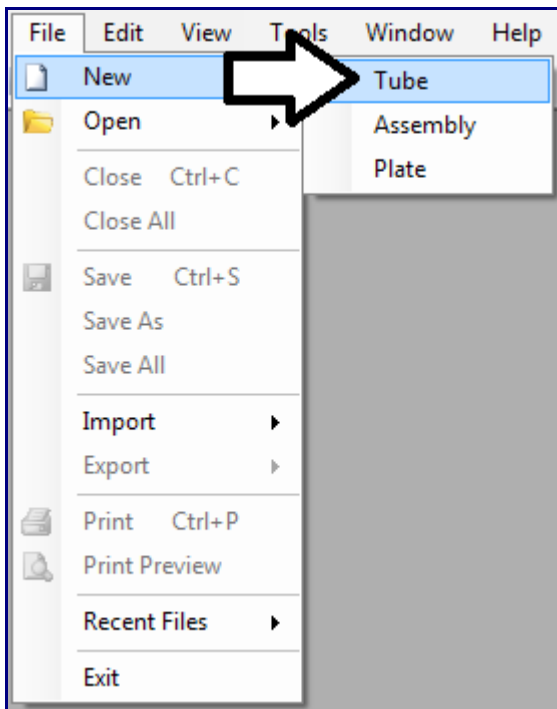 File Edit View Tools Window Help
New Tube
Open Assembly
Close Ctrl+C Plate
Close All
Save Ctrl+S
Save As
Save All
Import
Export
Print Ctrl+P
Print Preview
Recent Files
Exit